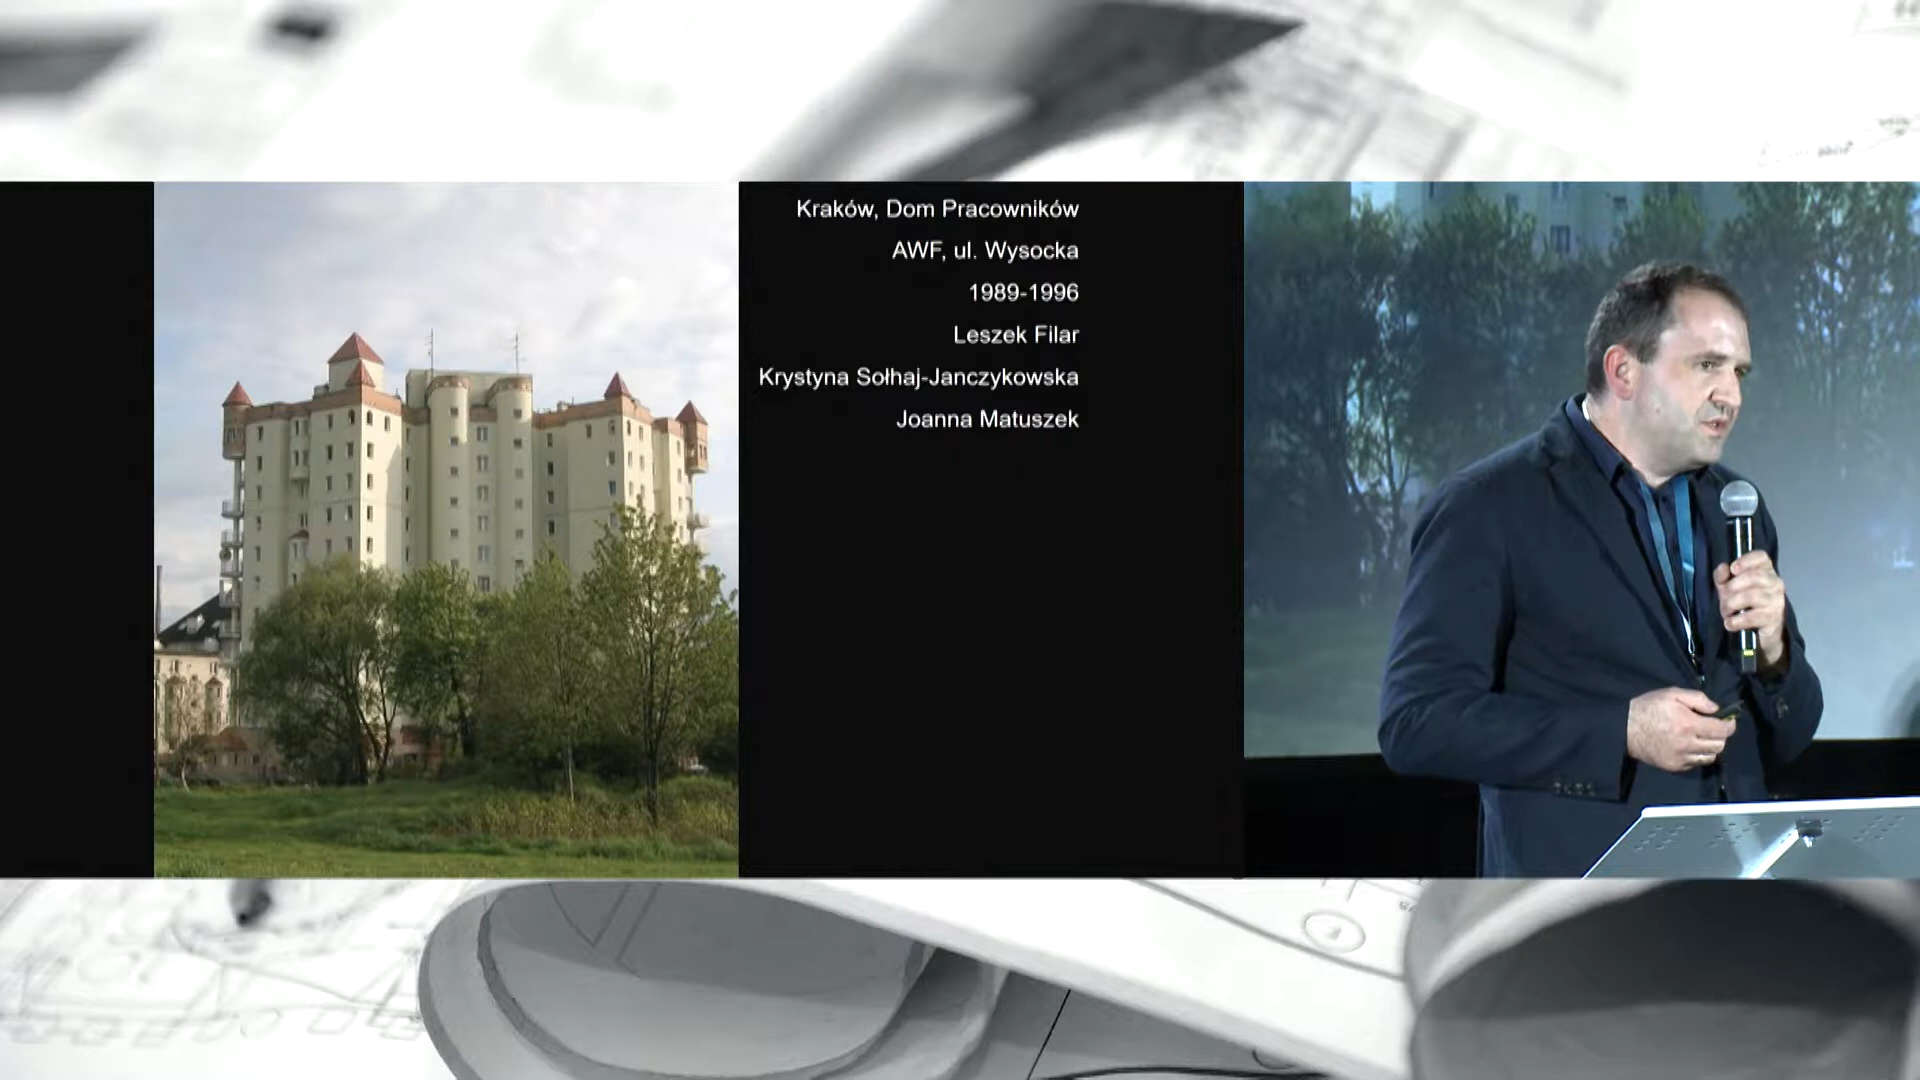 Kraków, Dom Pracowników
AWF, ul. Wysocka
1989-1996
Leszek Filar
Krystyna Sołhaj-Janczykowska
Joanna Matuszek